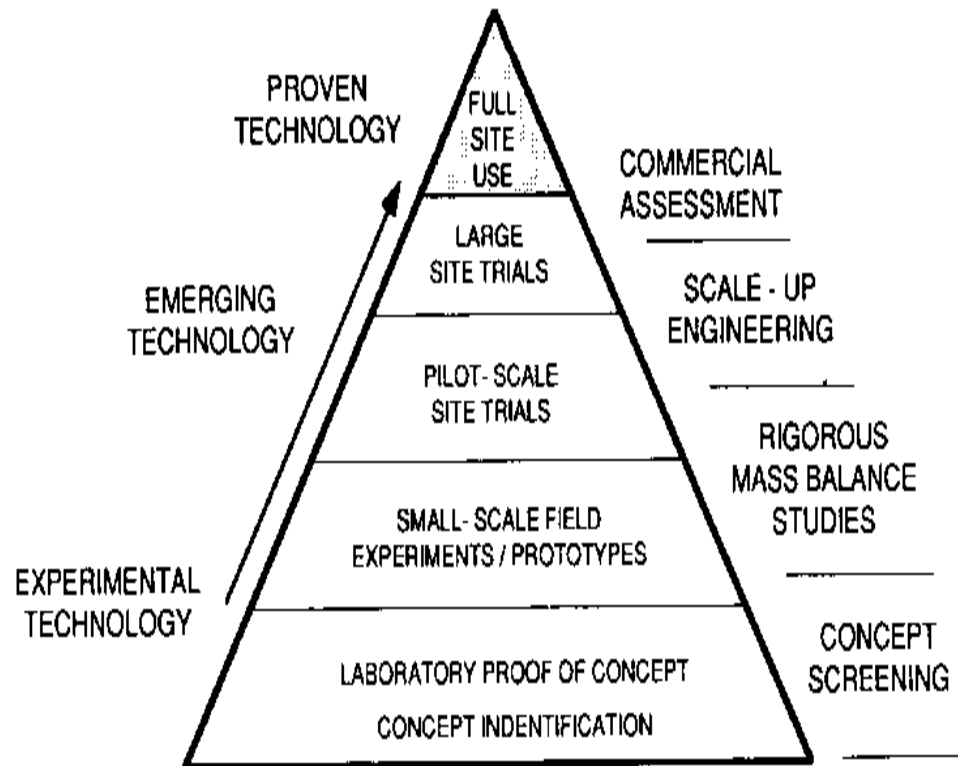 PROVEN
TECHNOLOGY
EMERGING
TECHNOLOGY
EXPERIMENTAL
TECHNOLOGY
FULL
SITE
USE
LARGE
SITE TRIALS
PILOT- SCALE
SITE TRIALS
SMALL- SCALE FIELD
EXPERIMENTS / PROTOTYPES
LABORATORY PROOF OF CONCEPT
CONCEPT INDENTIFICATION
COMMERCIAL
ASSESSMENT
SCALE - UP
ENGINEERING
RIGOROUS
MASS BALANCE
STUDIES
CONCEPT
SCREENING